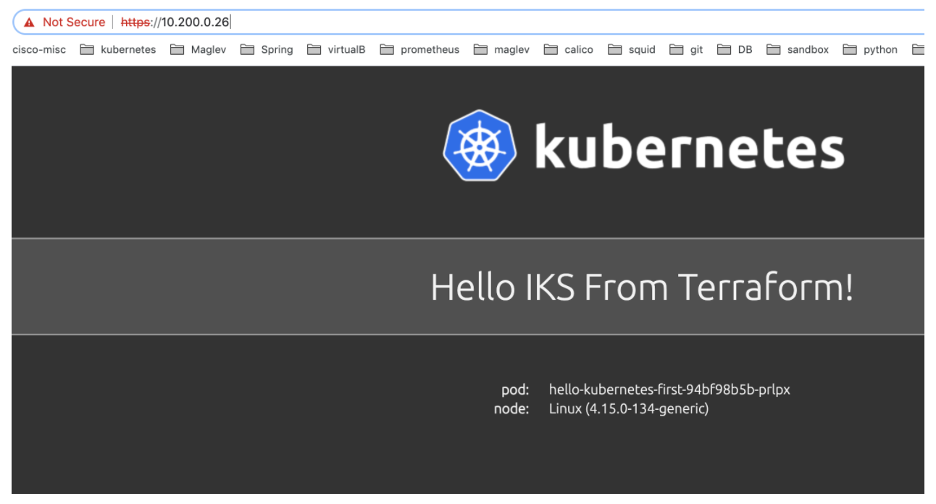 Not Secure | https://10.200.0.26
cisco-misc kubernetes Maglev Spring virtualB prometheus maglev calico squid git DB sandbox python
kubernetes
Hello IKS From Terraform!
pod: hello-kubernetes-first-94bf98b5b-prlpx
node: Linux (4.15.0-134-generic)